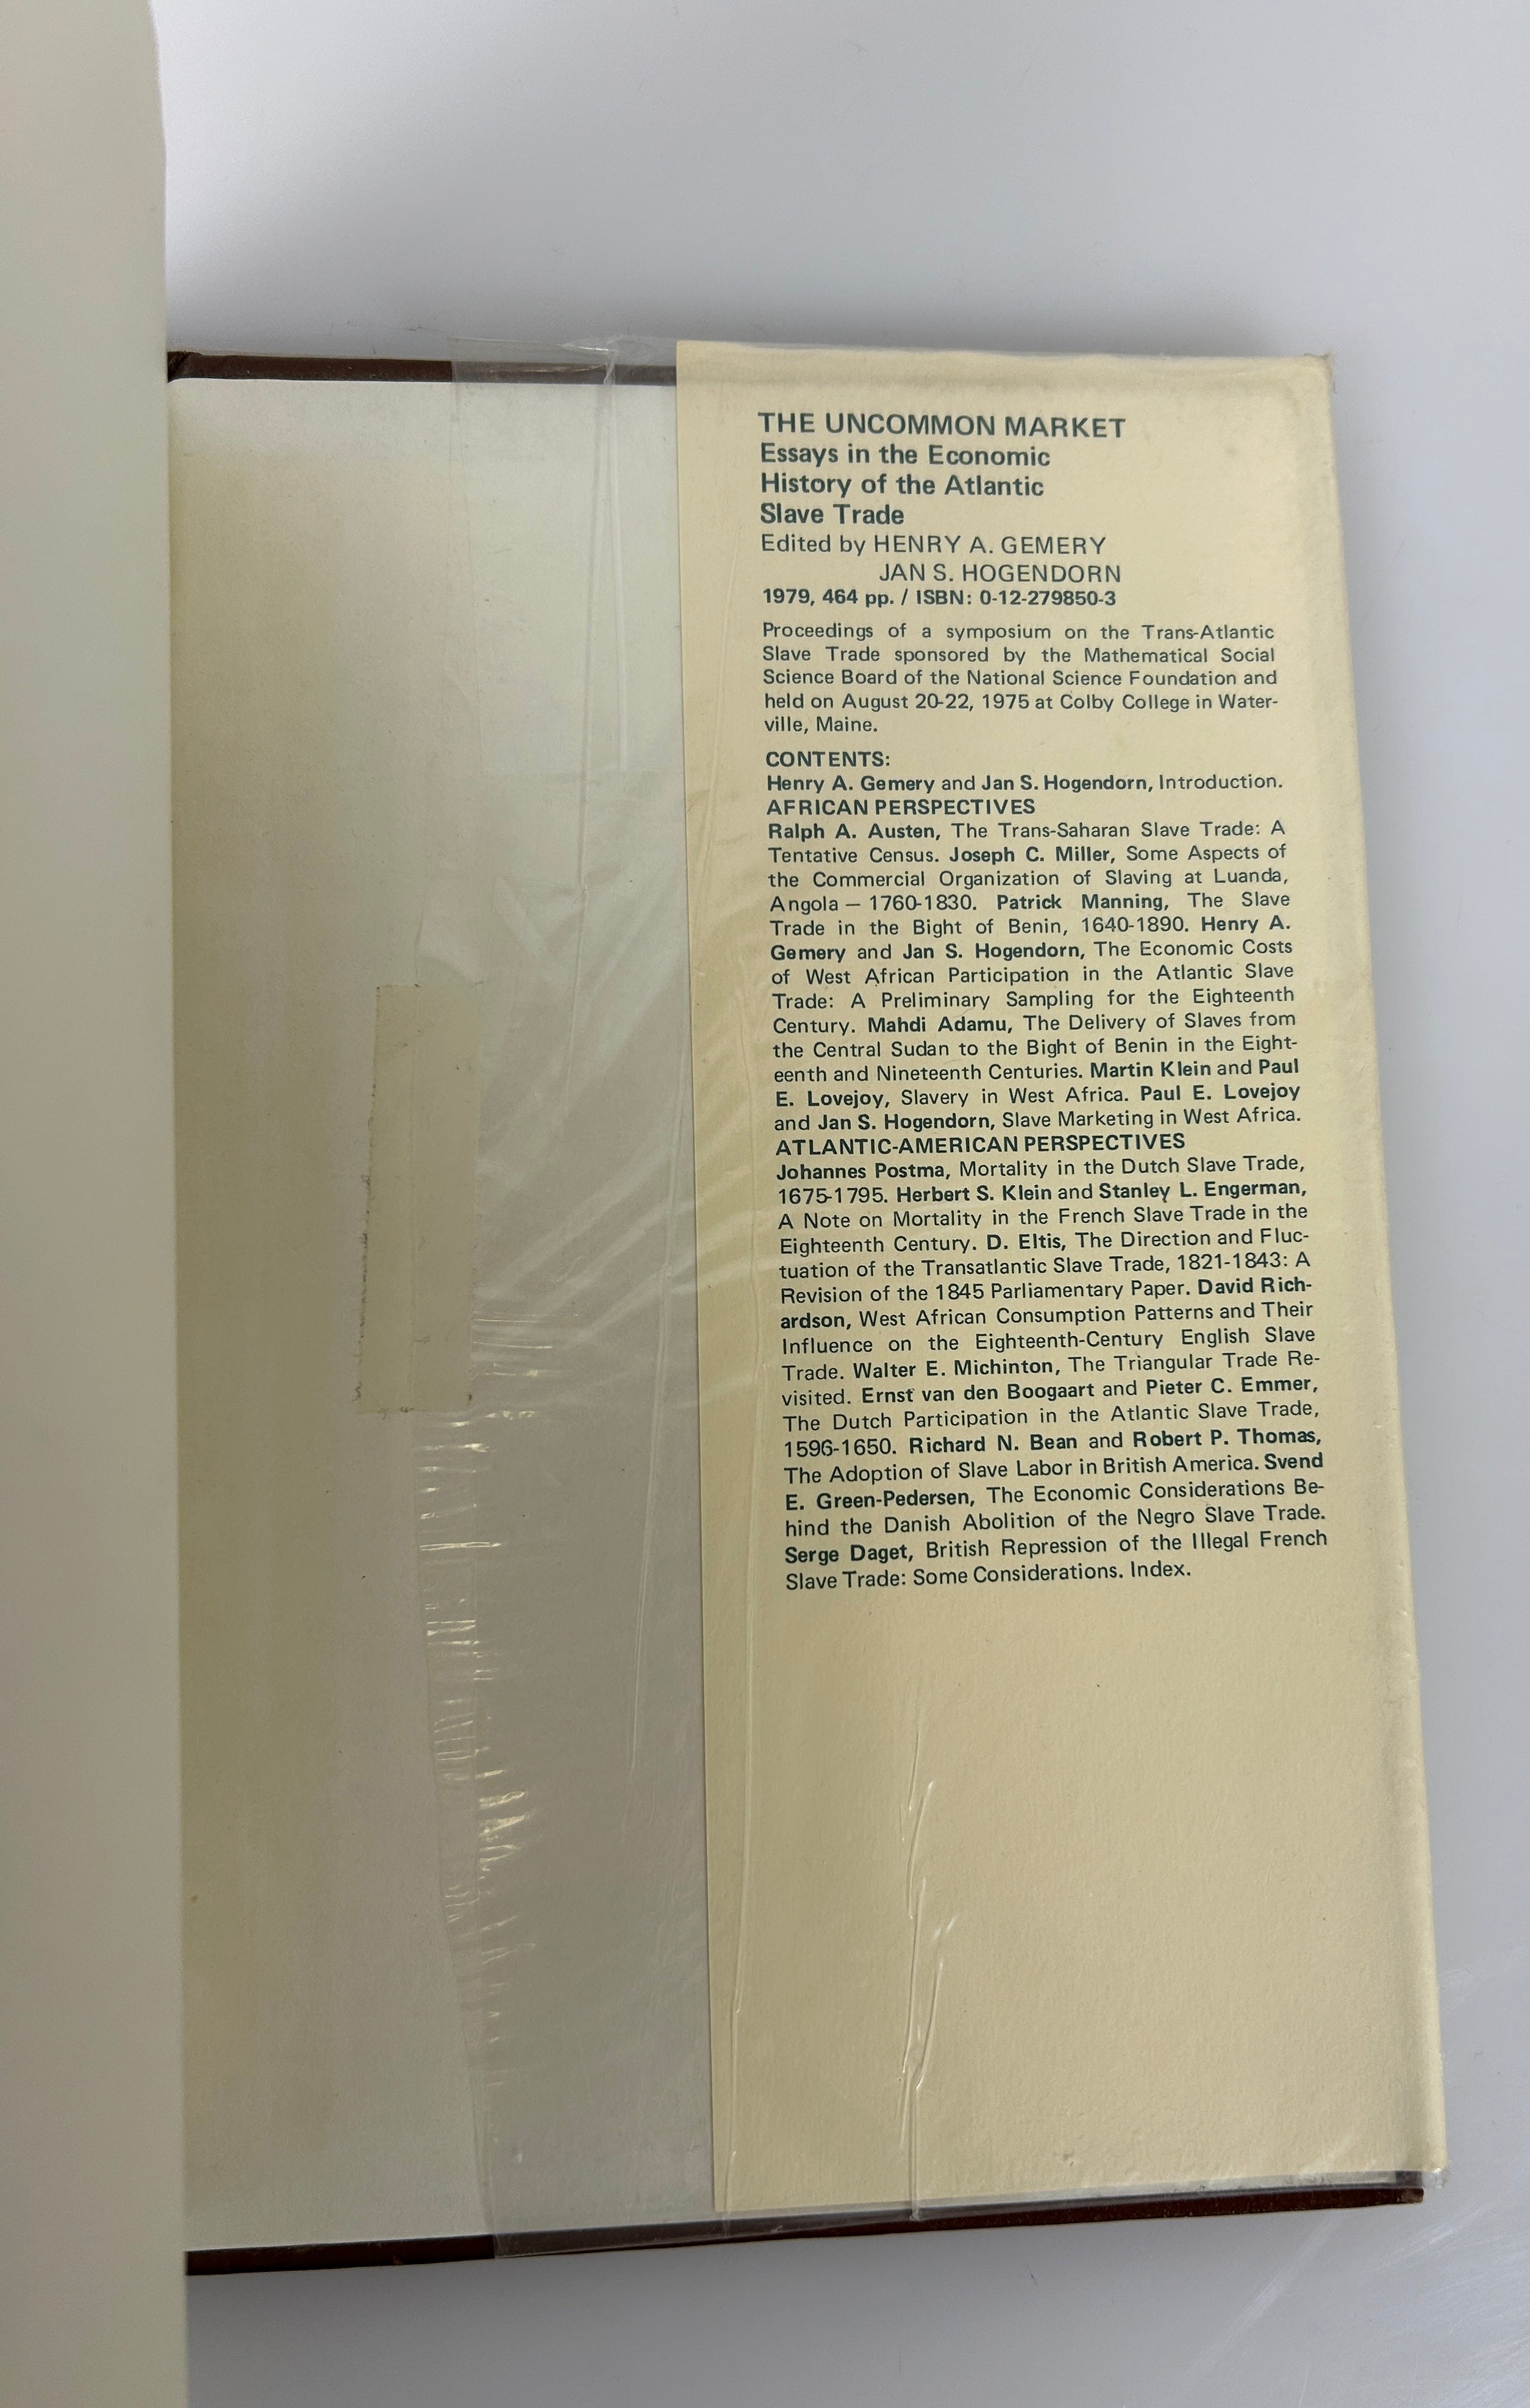 THE UNCOMMON MARKET
Essays in the Economic
History of the Atlantic
Slave Trade
Edited by HENRY A. GEMERY
JAN S. HOGENDORN
1979, 464 pp. / ISBN: 0-12-279850-3
Proceedings of a symposium on the Trans-Atlantic
Slave Trade sponsored by the Mathematical Social
Science Board of the National Science Foundation and
held on August 20-22, 1975 at Colby College in Water-
ville, Maine.
CONTENTS:
Henry A. Gemery and Jan S. Hogendorn, Introduction.
AFRICAN PERSPECTIVES
Ralph A. Austen, The Trans-Saharan Slave Trade: A
Tentative Census. Joseph C. Miller, Some Aspects of
the Commercial Organization of Slaving at Luanda,
Angola — 1760-1830. Patrick Manning, The Slave
Trade in the Bight of Benin, 1640-1890. Henry A.
Gemery and Jan S. Hogendorn, The Economic Costs
of West African Participation in the Atlantic Slave
Trade: A Preliminary Sampling for the Eighteenth
Century. Mahdi Adamu, The Delivery of Slaves from
the Central Sudan to the Bight of Benin in the Eight-
eenth and Nineteenth Centuries. Martin Klein and Paul
E. Lovejoy, Slavery in West Africa. Paul E. Lovejoy
and Jan S. Hogendorn, Slave Marketing in West Africa.
ATLANTIC-AMERICAN PERSPECTIVES
Johannes Postma, Mortality in the Dutch Slave Trade,
1675-1795. Herbert S. Klein and Stanley L. Engerman,
A Note on Mortality in the French Slave Trade in the
Eighteenth Century. D. Eltis, The Direction and Fluc-
tuation of the Transatlantic Slave Trade, 1821-1843: A
Revision of the 1845 Parliamentary Paper. David Rich-
ardson, West African Consumption Patterns and Their
Influence on the Eighteenth-Century English Slave
Trade. Walter E. Michinton, The Triangular Trade Re-
visited. Ernst van den Boogaart and Pieter C. Emmer,
The Dutch Participation in the Atlantic Slave Trade,
1596-1650. Richard N. Bean and Robert P. Thomas,
The Adoption of Slave Labor in British America. Svend
E. Green-Pedersen, The Economic Considerations Be-
hind the Danish Abolition of the Negro Slave Trade.
Serge Daget, British Repression of the Illegal French
Slave Trade: Some Considerations. Index.